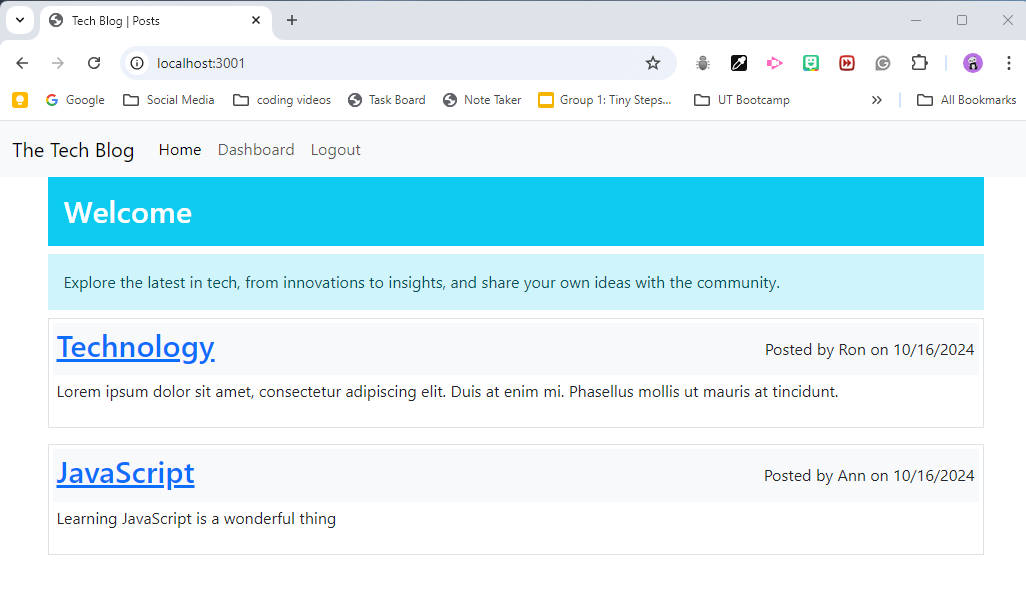 Tech Blog | Posts
localhost:3001
Google Social Media coding videos Task Board Note Taker Group 1: Tiny Steps... UT Bootcamp All Bookmarks
The Tech Blog Home Dashboard Logout
Welcome
Explore the latest in tech, from innovations to insights, and share your own ideas with the community.
Technology Posted by Ron on 10/16/2024
Lorem ipsum dolor sit amet, consectetur adipiscing elit. Duis at enim mi. Phasellus mollis ut mauris at tincidunt.
JavaScript Posted by Ann on 10/16/2024
Learning JavaScript is a wonderful thing